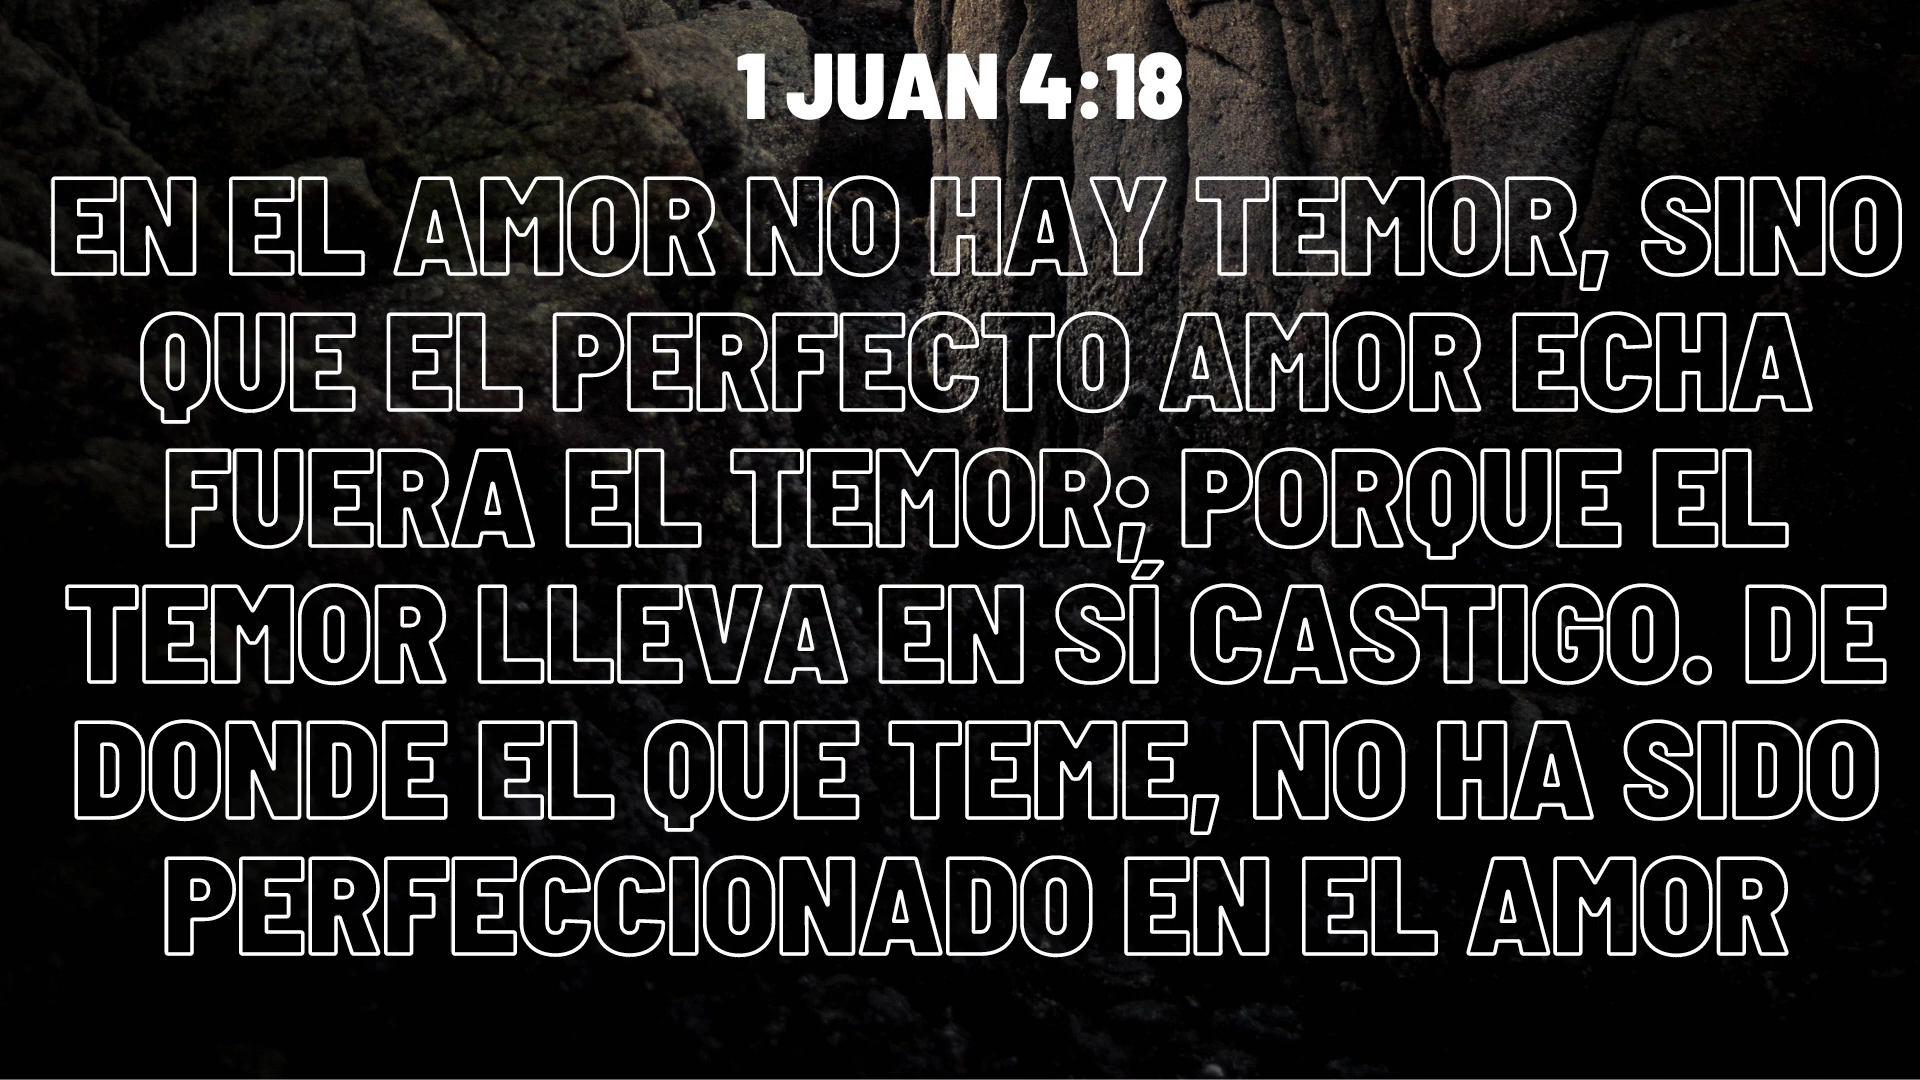 1 JUAN 4:18
EN EL AMOR NO HAY TEMOR, SINO
QUE EL PERFECTO AMOR ECHA
FUERA EL TEMOR; PORQUE EL
TEMOR LLEVA EN SÍ CASTIGO. DE
DONDE EL QUE TEME, NO HA SIDO
PERFECCIONADO EN EL AMOR